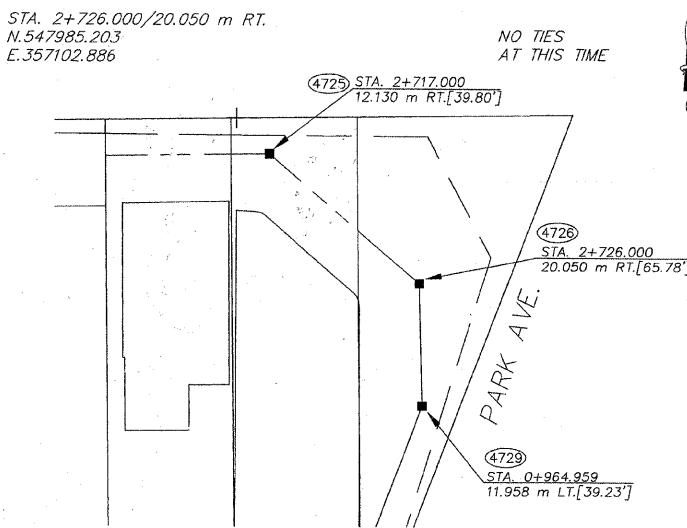 STA. 2+726.000/20.050 m RT.
N.547985.203
E.357102.886
NO TIES
AT THIS TIME
4725
STA. 2+717.000
12.130 m RT.[39.80']
4726
STA. 2+726.000
20.050 m RT.[65.78']
PARK AVE.
4729
STA. 0+964.959
11.958 m LT.[39.23']